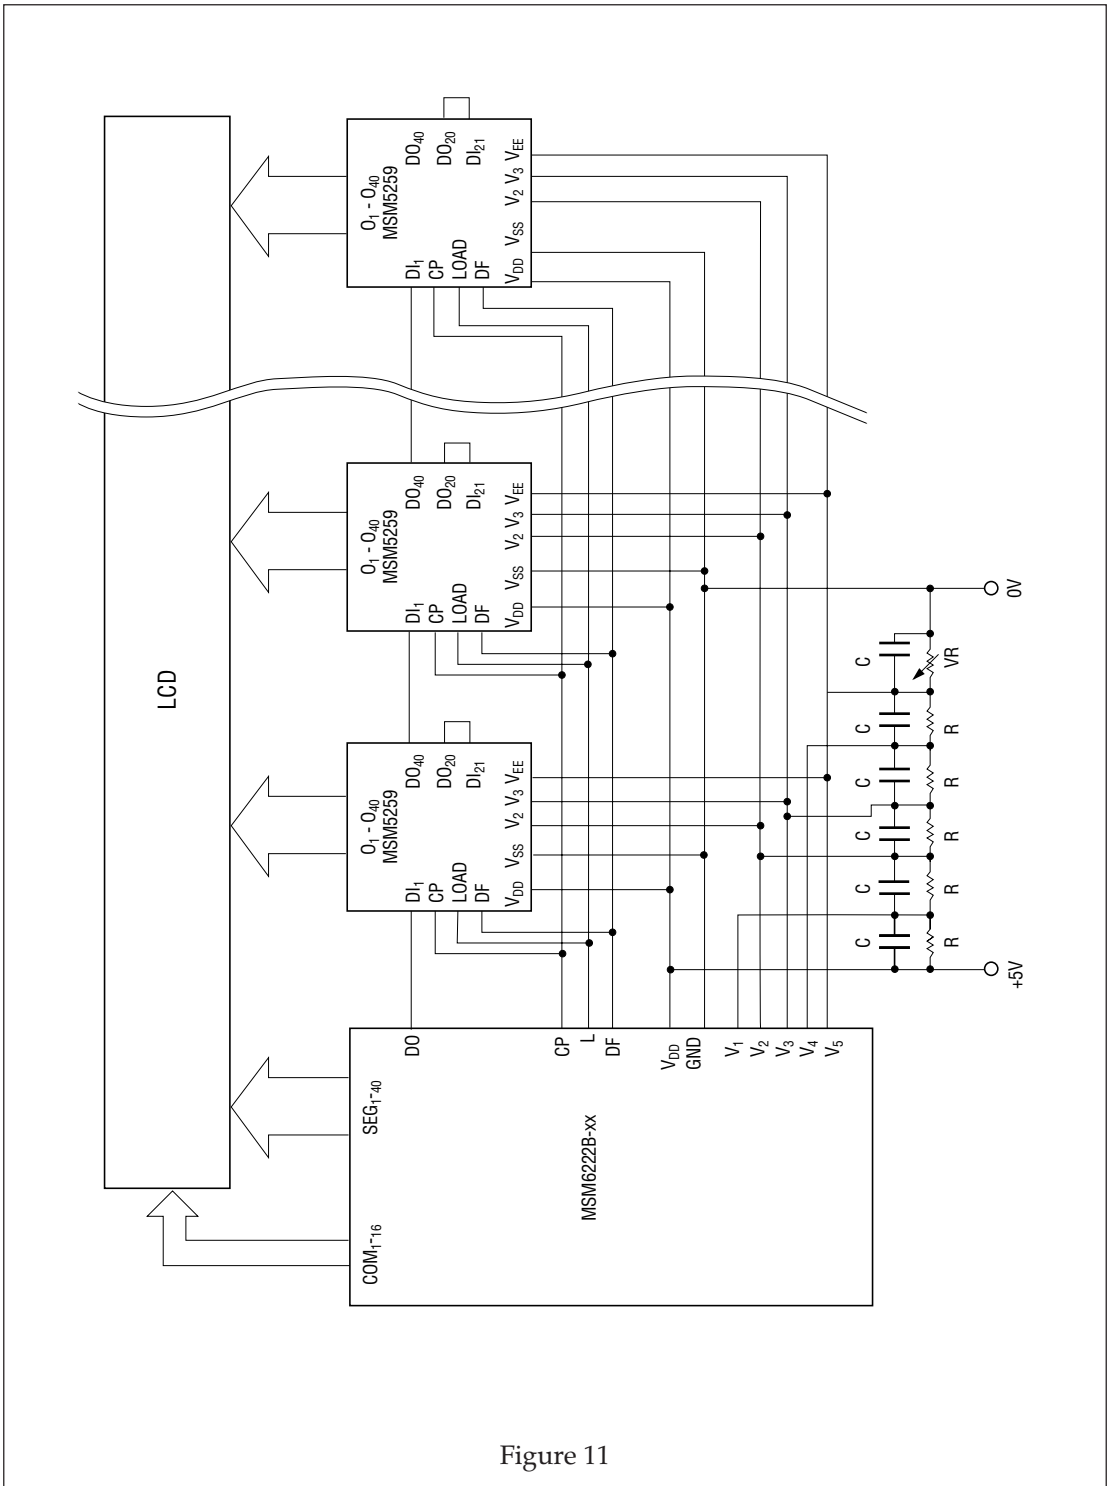 LCD
O1 - O40
MSM5259
DI1
CP
LOAD
DF
DO40
DO20
DI21
VDD
VSS
V2
V3
VEE
O1 - O40
MSM5259
DI1
CP
LOAD
DF
DO40
DO20
DI21
VDD
VSS
V2
V3
VEE
O1 - O40
MSM5259
DI1
CP
LOAD
DF
DO40
DO20
DI21
VDD
VSS
V2
V3
VEE
COM1-16
SEG1-40
DO
CP
L
DF
VDD
GND
V1
V2
V3
V4
V5
MSM6222B-xx
C
C
C
C
C
C
R
R
R
R
R
VR
+5V
0V
Figure 11